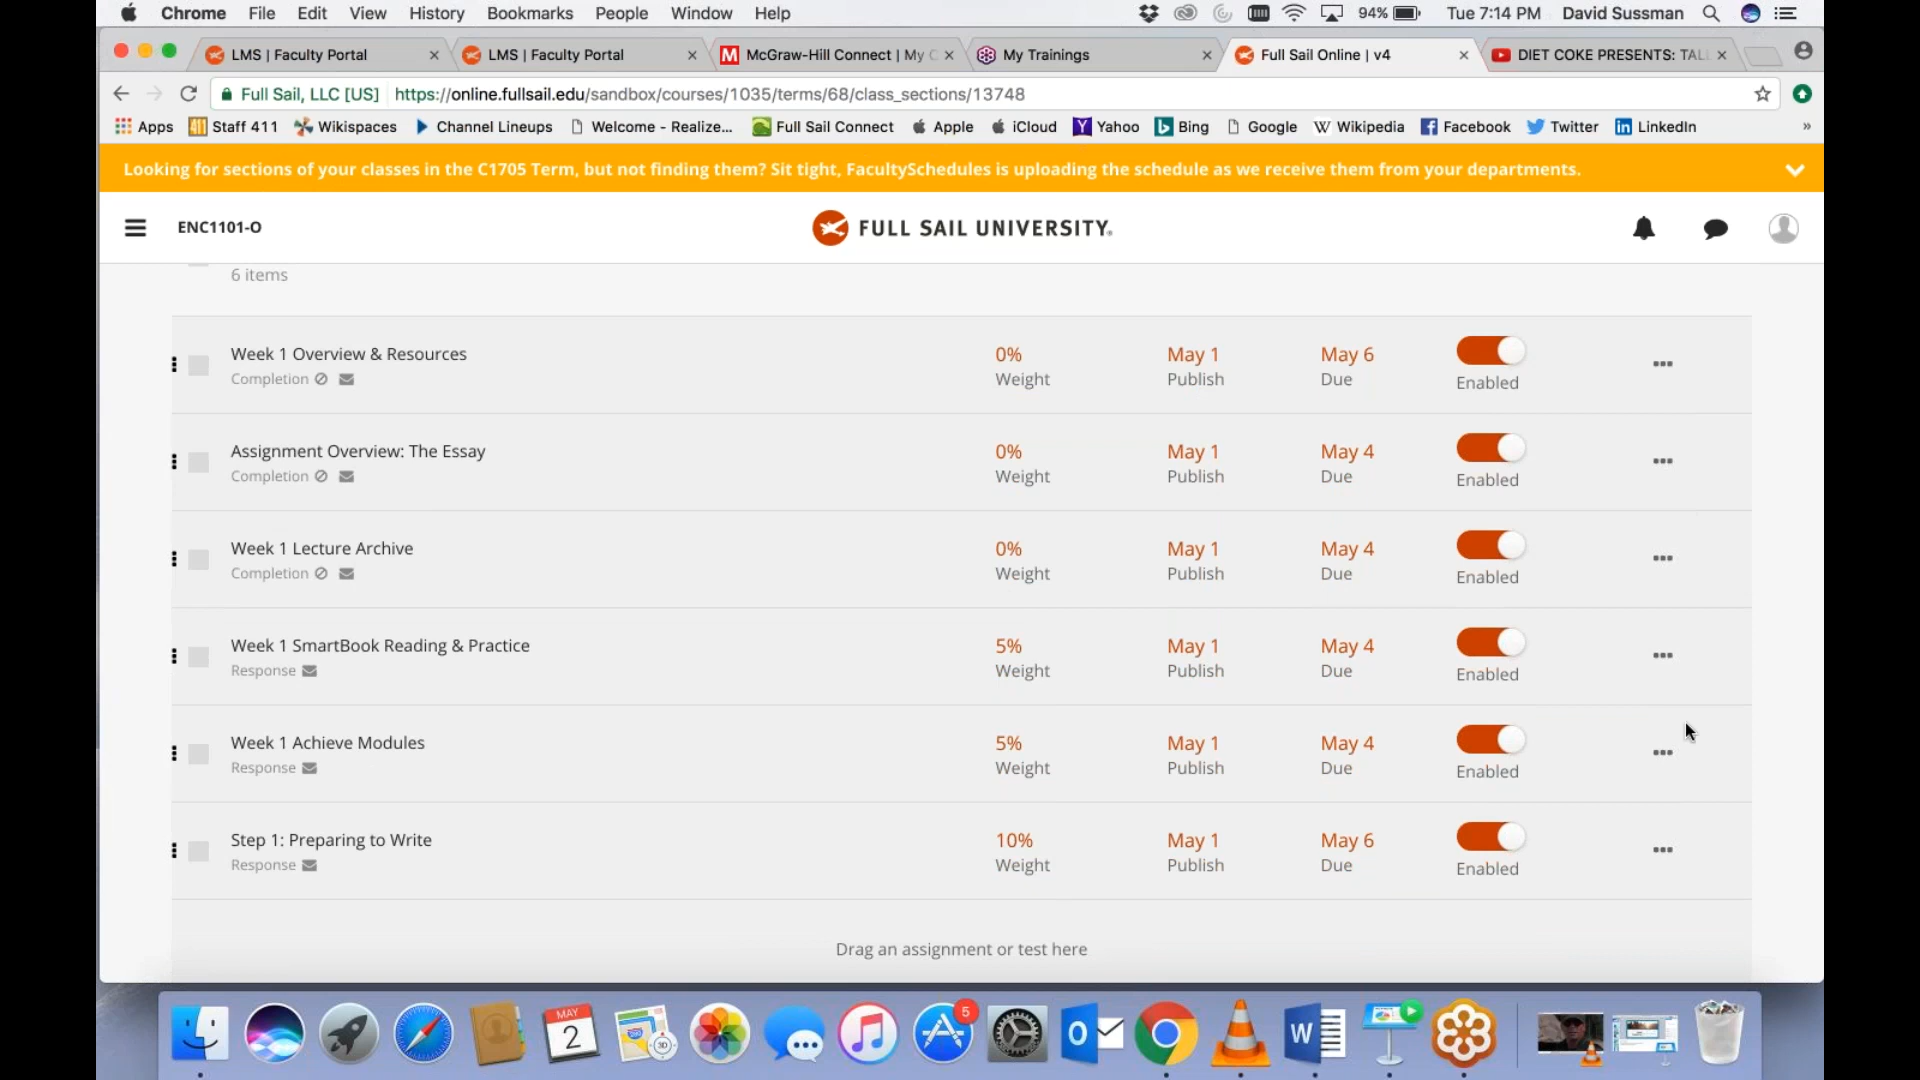 Chrome File Edit View History Bookmarks People Window Help 94% Tue 7:14 PM David Sussman
LMS | Faculty Portal LMS | Faculty Portal McGraw-Hill Connect | My My Trainings Full Sail Online | v4 DIET COKE PRESENTS: TAL
Full Sail, LLC [US] https://online.fullsail.edu/sandbox/courses/1035/terms/68/class_sections/13748
Apps Staff 411 Wikispaces Channel Lineups Welcome - Realize... Full Sail Connect Apple iCloud Yahoo Bing Google Wikipedia Facebook Twitter LinkedIn »
Looking for sections of your classes in the C1705 Term, but not finding them? Sit tight, FacultySchedules is uploading the schedule as we receive them from your departments.
ENC1101-O FULL SAIL UNIVERSITY.
6 items
Week 1 Overview & Resources 0% May 1 May 6
Completion Weight Publish Due Enabled
Assignment Overview: The Essay 0% May 1 May 4
Completion Weight Publish Due Enabled
Week 1 Lecture Archive 0% May 1 May 4
Completion Weight Publish Due Enabled
Week 1 SmartBook Reading & Practice 5% May 1 May 4
Response Weight Publish Due Enabled
Week 1 Achieve Modules 5% May 1 May 4
Response Weight Publish Due Enabled
Step 1: Preparing to Write 10% May 1 May 6
Response Weight Publish Due Enabled
Drag an assignment or test here
MAY
2
3D
5
O
W